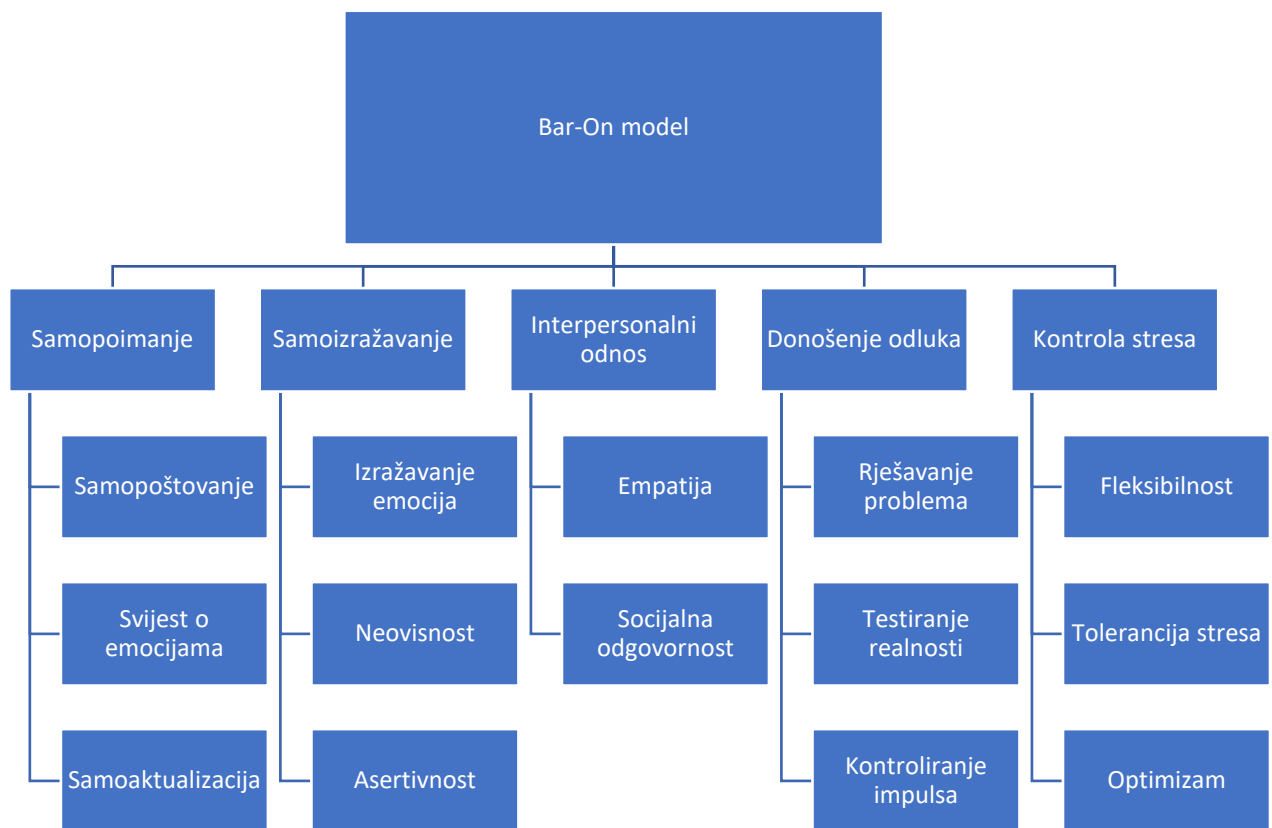 Bar-On model
Samopoimanje
Samoizražavanje
Interpersonalni
odnos
Donošenje odluka
Kontrola stresa
Samopoštovanje
Izražavanje
emocija
Empatija
Rješavanje
problema
Fleksibilnost
Svijest o
emocijama
Neovisnost
Socijalna
odgovornost
Testiranje
realnosti
Tolerancija stresa
Samoaktualizacija
Asertivnost
Kontroliranje
impulsa
Optimizam